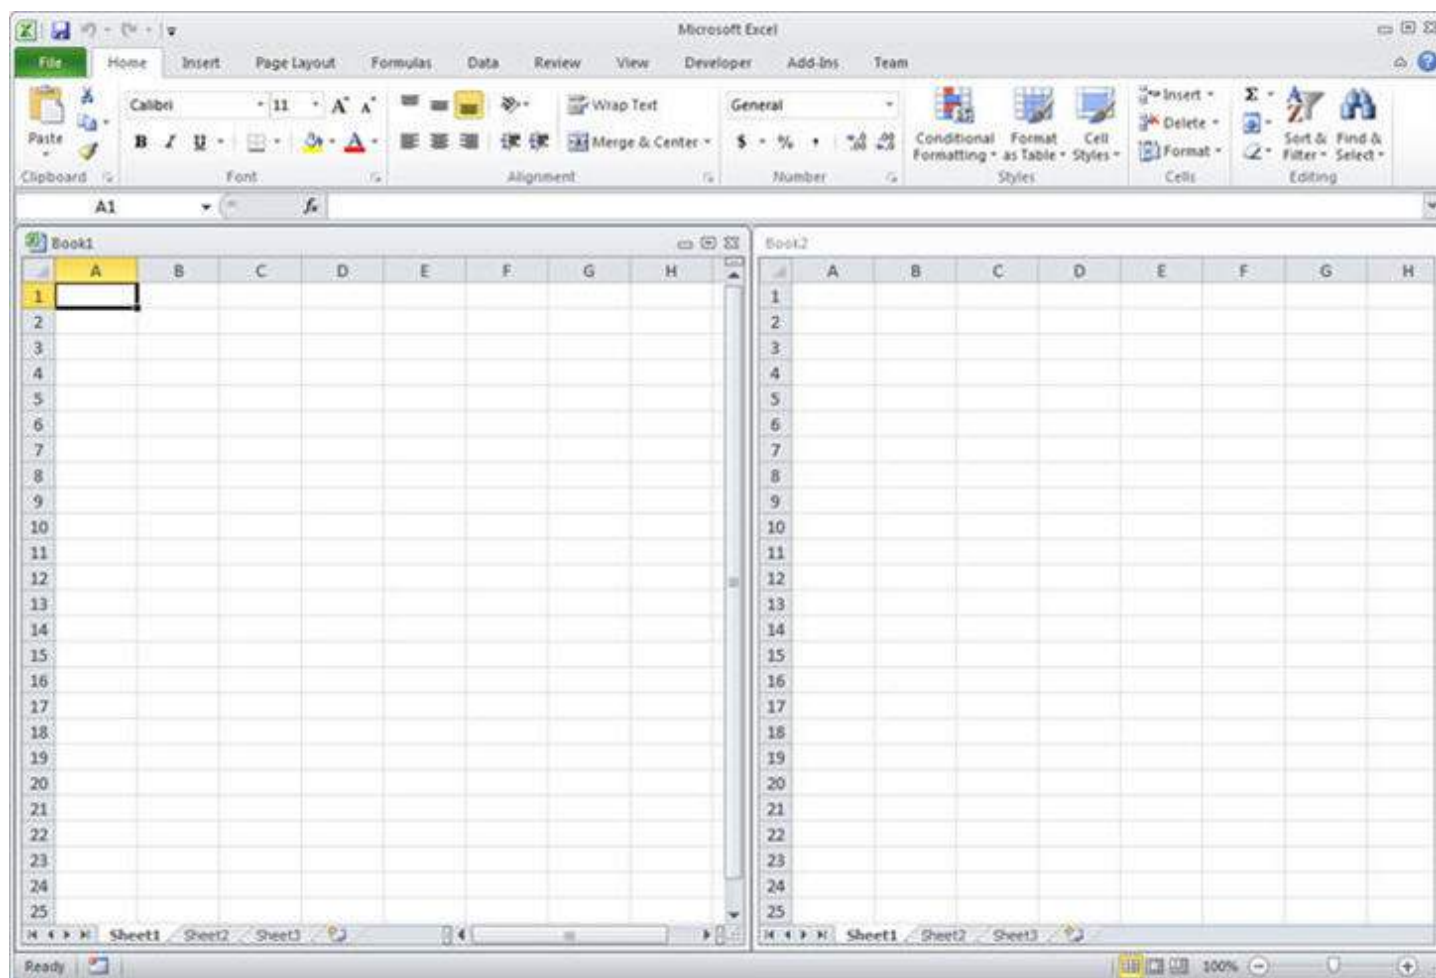 Microsoft Excel
File Home Insert Page Layout Formulas Data Review View Developer Add-Ins Team
Paste
Clipboard
Calibri 11 A A
B I U A
Font
Wrap Text
Merge & Center
Alignment
General
$ % ,
Number
Conditional Formatting Format as Table Cell Styles
Styles
Insert
Delete
Format
Cells
Σ
Sort & Filter Find & Select
Editing
A1 fx
Book1
A B C D E F G H
1
2
3
4
5
6
7
8
9
10
11
12
13
14
15
16
17
18
19
20
21
22
23
24
25
Sheet1 Sheet2 Sheet3
Book2
A B C D E F G H
1
2
3
4
5
6
7
8
9
10
11
12
13
14
15
16
17
18
19
20
21
22
23
24
25
Sheet1 Sheet2 Sheet3
Ready 100%